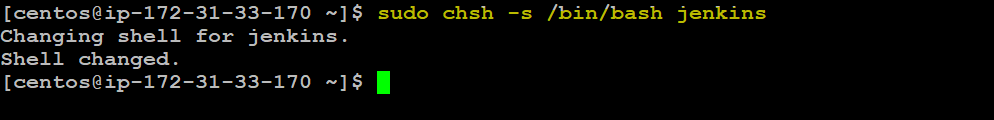 [centos@ip-172-31-33-170 ~]$ sudo chsh -s /bin/bash jenkins
Changing shell for jenkins.
Shell changed.
[centos@ip-172-31-33-170 ~]$